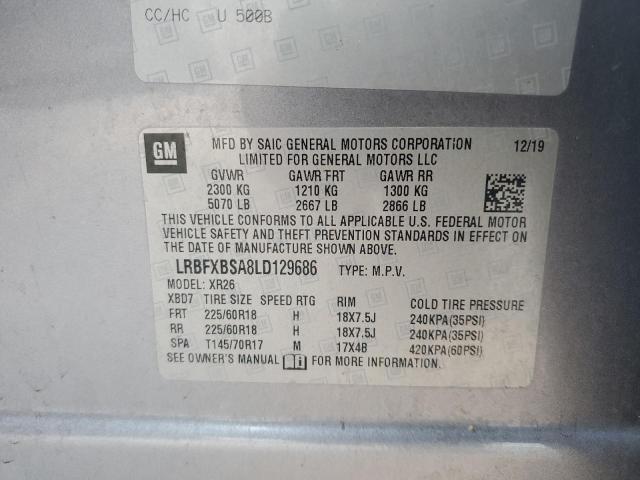 CC/HC U 500B
GM
MFD BY SAIC GENERAL MOTORS CORPORATION 12/19
LIMITED FOR GENERAL MOTORS LLC
GVWR GAWR FRT GAWR RR
2300 KG 1210 KG 1300 KG
5070 LB 2667 LB 2866 LB
THIS VEHICLE CONFORMS TO ALL APPLICABLE U.S. FEDERAL MOTOR
VEHICLE SAFETY AND THEFT PREVENTION STANDARDS IN EFFECT ON
THE DATE OF MANUFACTURE SHOWN ABOVE.
LRBFXBSA8LD129686 TYPE: M.P.V.
MODEL: XR26
XBD7 TIRE SIZE SPEED RTG RIM COLD TIRE PRESSURE
FRT 225/60R18 H 18X7.5J 240KPA(35PSI)
RR 225/60R18 H 18X7.5J 240KPA(35PSI)
SPA T145/70R17 M 17X4B 420KPA(60PSI)
SEE OWNER'S MANUAL FOR MORE INFORMATION.